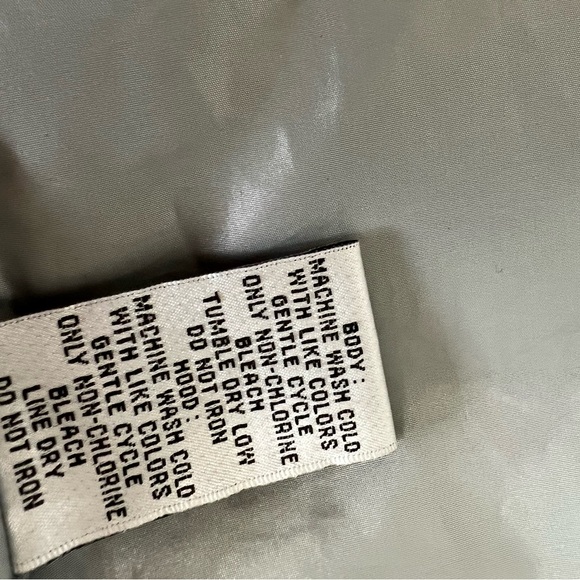 BODY:
MACHINE WASH COLD
WITH LIKE COLORS
GENTLE CYCLE
ONLY NON-CHLORINE
BLEACH
TUMBLE DRY LOW
DO NOT IRON
HOOD:
MACHINE WASH COLD
WITH LIKE COLORS
GENTLE CYCLE
ONLY NON-CHLORINE
BLEACH
LINE DRY
DO NOT IRON